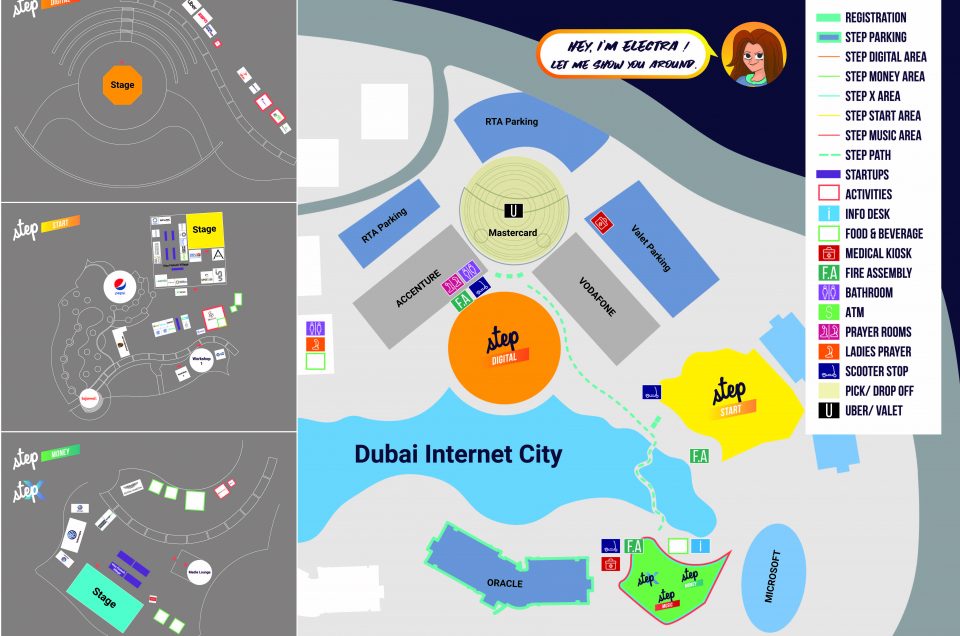 step DIGITAL
Stage
UBER
step START
Stage
pepsi
Workshop
1
step MONEY
stepX
Media Lounge
Stage
HEY, I'M ELECTRA !
LET ME SHOW YOU AROUND.
RTA Parking
RTA Parking
U
Mastercard
Valet Parking
ACCENTURE
VODAFONE
F.A
step
DIGITAL
step
START
Dubai Internet City
F.A
F.A
i
ORACLE
stepX
step
MONEY
step
MUSIC
MICROSOFT
REGISTRATION
STEP PARKING
STEP DIGITAL AREA
STEP MONEY AREA
STEP X AREA
STEP START AREA
STEP MUSIC AREA
STEP PATH
STARTUPS
ACTIVITIES
i INFO DESK
FOOD & BEVERAGE
MEDICAL KIOSK
F.A FIRE ASSEMBLY
BATHROOM
$ ATM
PRAYER ROOMS
LADIES PRAYER
SCOOTER STOP
PICK/ DROP OFF
U UBER/ VALET